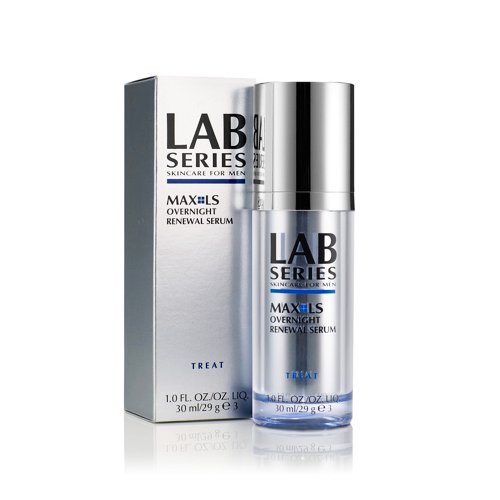 LAB
SERIES
SKINCARE FOR MEN
MAX LS
OVERNIGHT
RENEWAL SERUM
TREAT
1.0 FL. OZ./OZ. LIQ.
30 ml/29 g e 3
LAB
SERIES
SKINCARE FOR MEN
MAX LS
OVERNIGHT
RENEWAL SERUM
TREAT
1.0 FL. OZ./OZ. LIQ.
30 ml/29 g e 3